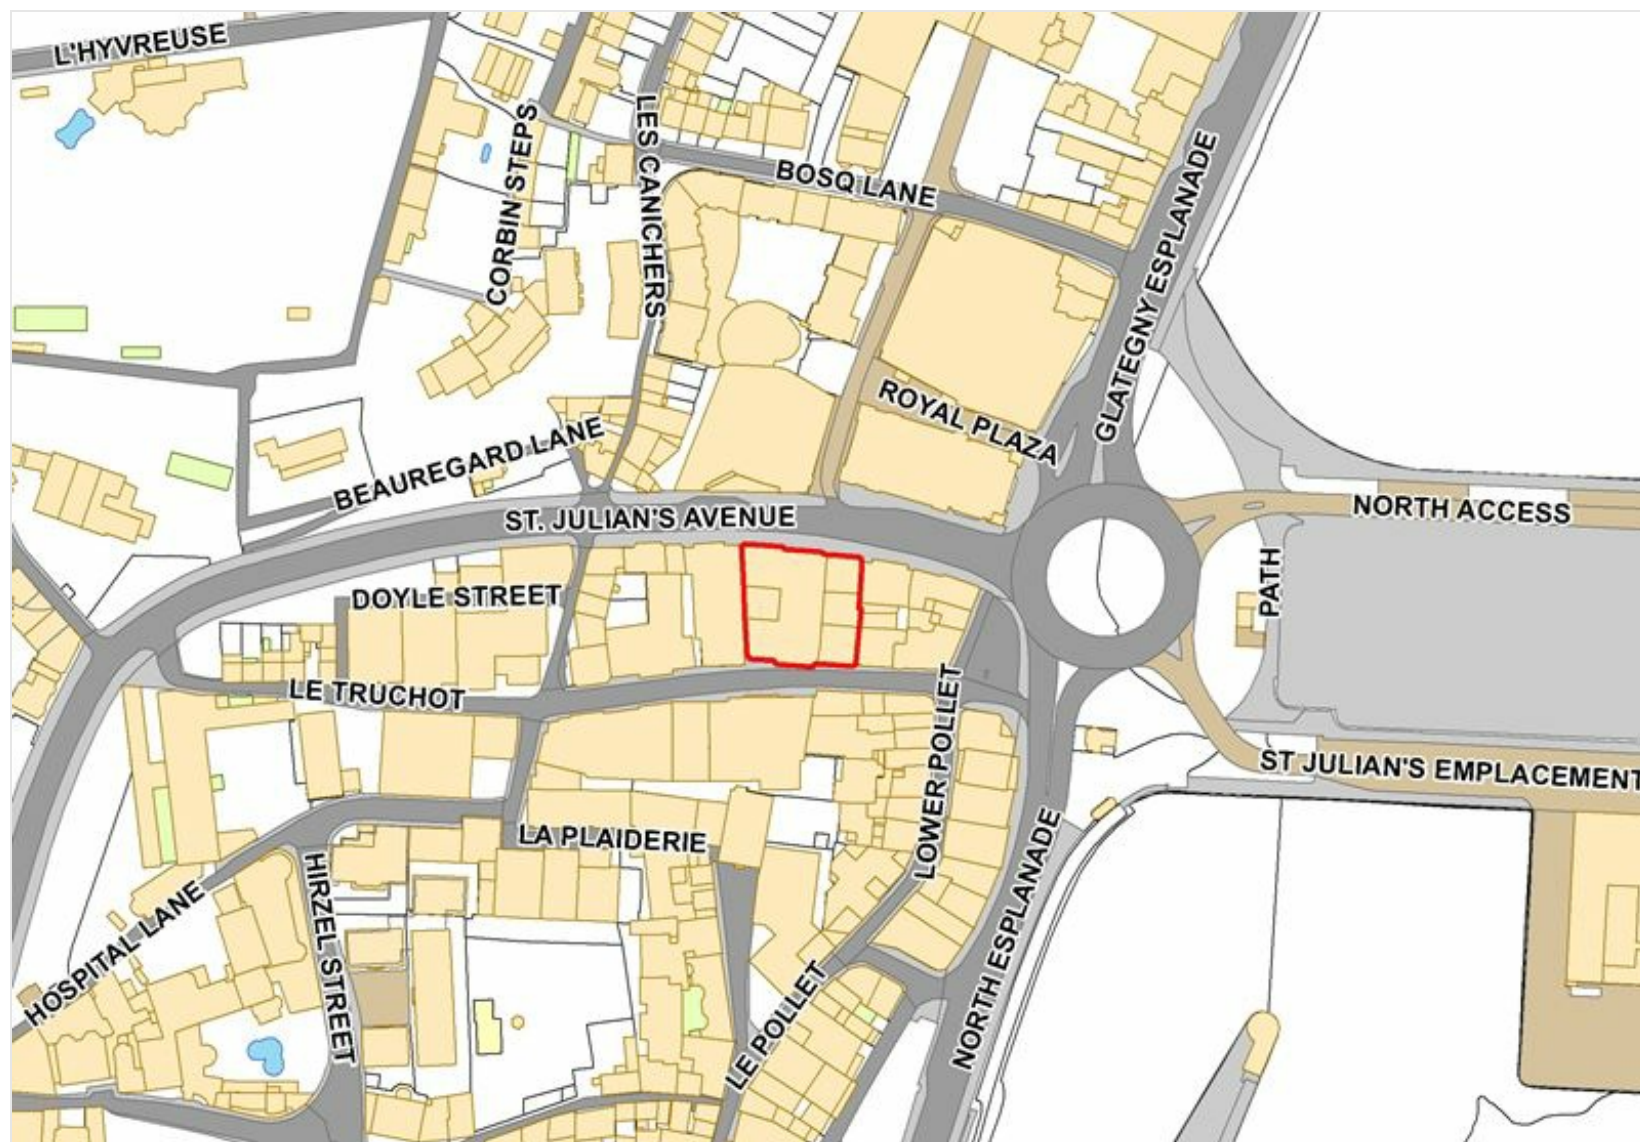 L'HYVREUSE
CORBIN STEPS
LES CANICHERS
BOSQ LANE
GLATEGNY ESPLANADE
ROYAL PLAZA
BEAUREGARD LANE
ST. JULIAN'S AVENUE
NORTH ACCESS
DOYLE STREET
PATH
LE TRUCHOT
LOWER POLLET
ST JULIAN'S EMPLACEMENT
LA PLAIDERIE
HOSPITAL LANE
HIRZEL STREET
NORTH ESPLANADE
LE POLLET